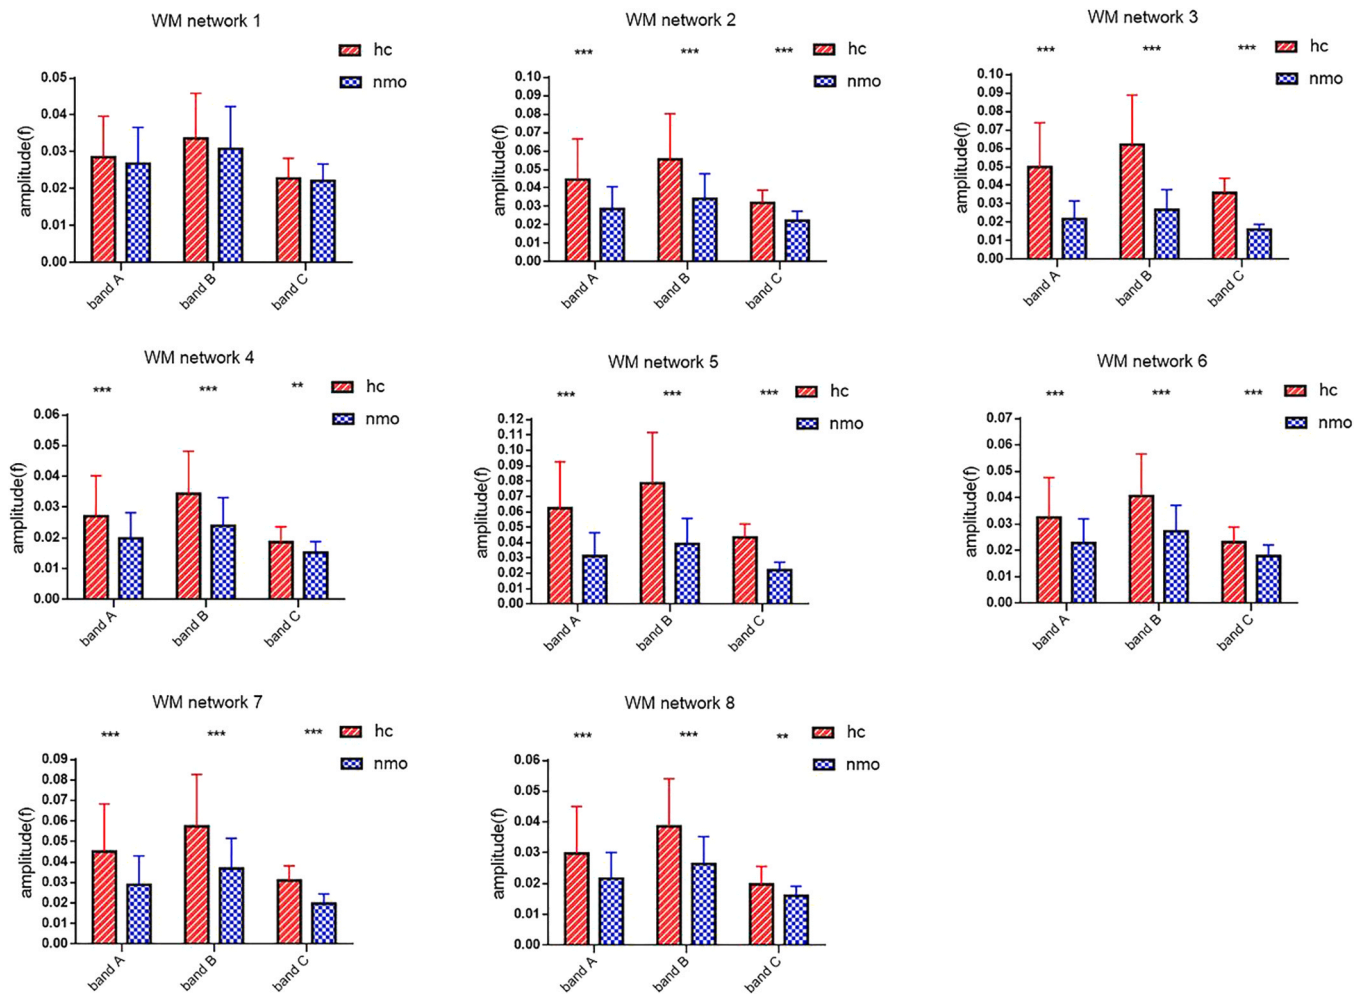 WM network 1
hc
nmo
amplitude(f)
0.05
0.04
0.03
0.02
0.01
0.00
band A
band B
band C
WM network 2
*** *** ***
hc
nmo
amplitude(f)
0.10
0.09
0.08
0.07
0.06
0.05
0.04
0.03
0.02
0.01
0.00
band A
band B
band C
WM network 3
*** *** ***
hc
nmo
amplitude(f)
0.10
0.09
0.08
0.07
0.06
0.05
0.04
0.03
0.02
0.01
0.00
band A
band B
band C
WM network 4
*** *** **
hc
nmo
amplitude(f)
0.06
0.05
0.04
0.03
0.02
0.01
0.00
band A
band B
band C
WM network 5
*** *** ***
hc
nmo
amplitude(f)
0.12
0.11
0.10
0.09
0.08
0.07
0.06
0.05
0.04
0.03
0.02
0.01
0.00
band A
band B
band C
WM network 6
*** *** ***
hc
nmo
amplitude(f)
0.07
0.06
0.05
0.04
0.03
0.02
0.01
0.00
band A
band B
band C
WM network 7
*** *** ***
hc
nmo
amplitude(f)
0.09
0.08
0.07
0.06
0.05
0.04
0.03
0.02
0.01
0.00
band A
band B
band C
WM network 8
*** *** **
hc
nmo
amplitude(f)
0.06
0.05
0.04
0.03
0.02
0.01
0.00
band A
band B
band C